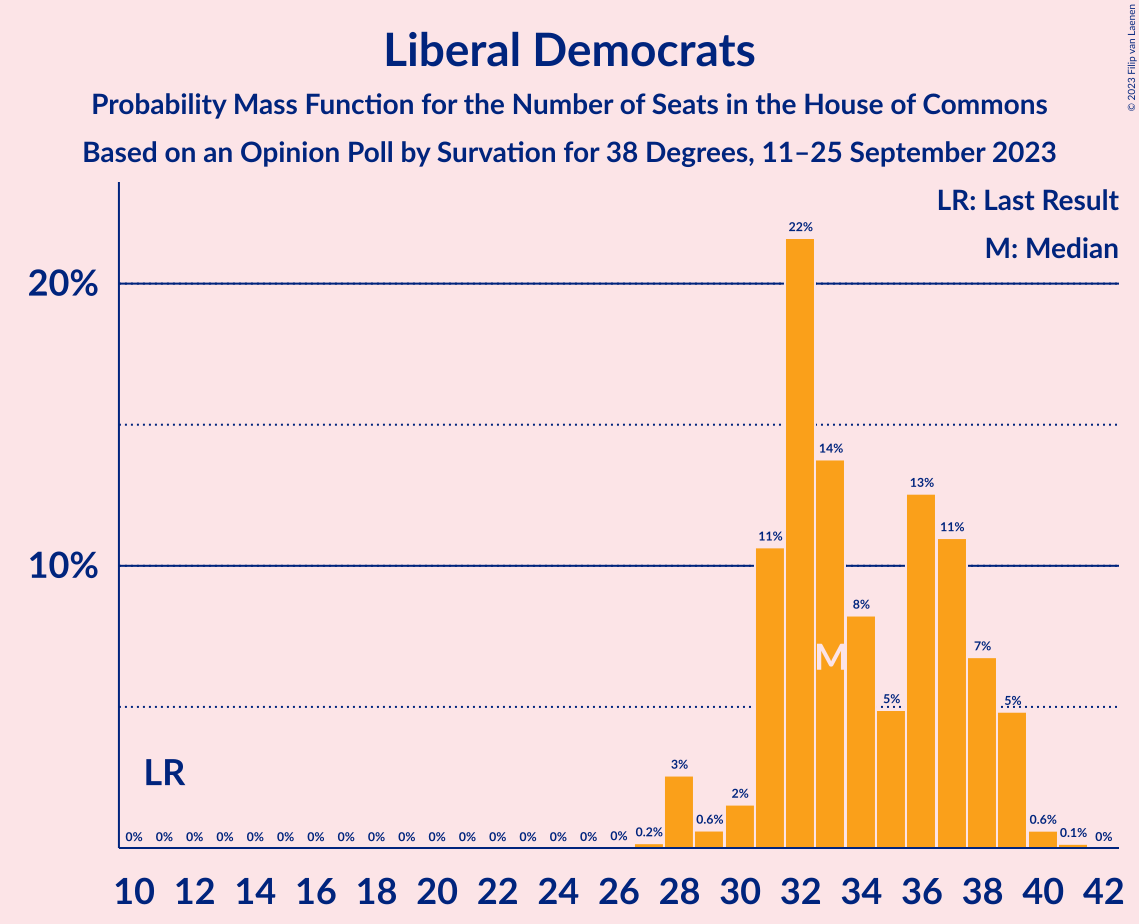 © 2023 Filip van Laenen
Liberal Democrats
Probability Mass Function for the Number of Seats in the House of Commons
Based on an Opinion Poll by Survation for 38 Degrees, 11–25 September 2023
LR: Last Result
M: Median
20%
10%
LR
M
0% 0% 0% 0% 0% 0% 0% 0% 0% 0% 0% 0% 0% 0% 0% 0% 0% 0.2% 3% 0.6% 2% 11% 22% 14% 8% 5% 13% 11% 7% 5% 0.6% 0.1% 0%
10 12 14 16 18 20 22 24 26 28 30 32 34 36 38 40 42